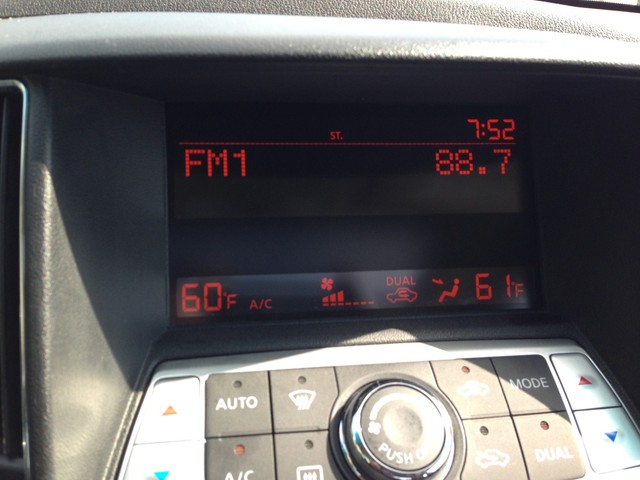 7:52
ST.
FM1 88.7
DUAL
60°F A/C 61°F
AUTO
MODE
PUSH
A/C
DUAL